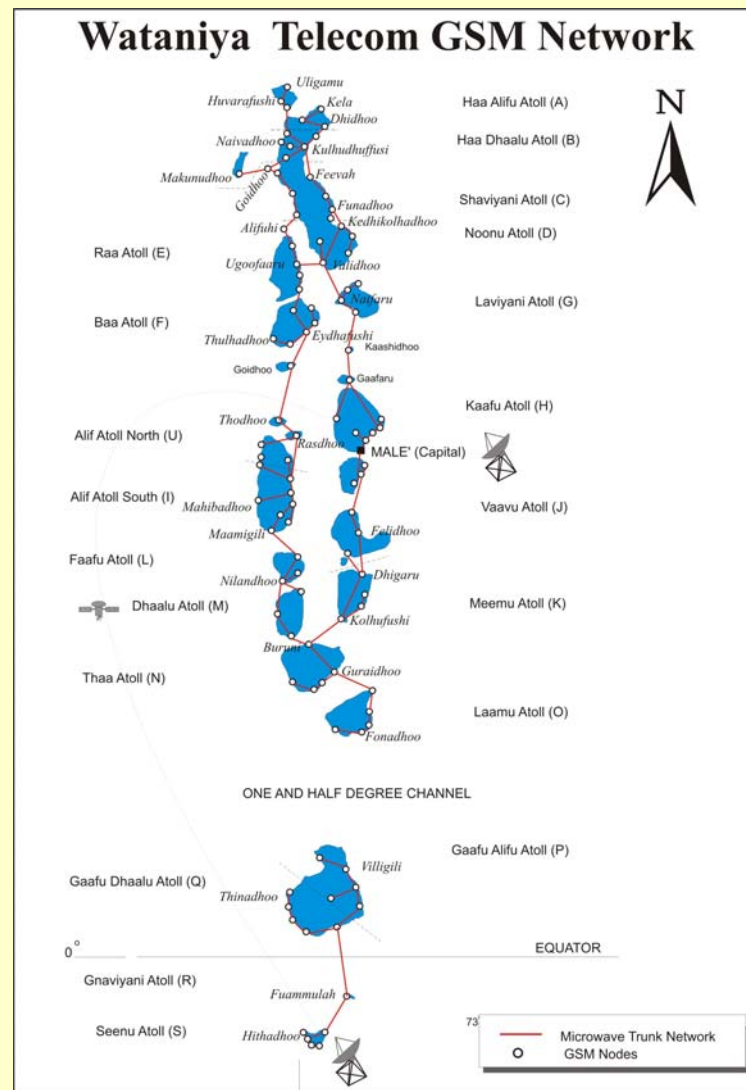 Wataniya Telecom GSM Network
Uligamu
Huvarafushi
Kela
Haa Alifu Atoll (A)
N
Dhidhoo
Naivadhoo
Kulhudhuffusi
Haa Dhaalu Atoll (B)
Makunudhoo
Goidhoo
Feevah
Funadhoo
Shaviyani Atoll (C)
Alifuhi
Kedhikolhadhoo
Noonu Atoll (D)
Raa Atoll (E)
Ugoofaaru
Validhoo
Naifaru
Laviyani Atoll (G)
Baa Atoll (F)
Thulhadhoo
Eydhafushi
Kaashidhoo
Goidhoo
Gaafaru
Kaafu Atoll (H)
Thodhoo
Alif Atoll North (U)
Rasdhoo
MALE' (Capital)
Alif Atoll South (I)
Mahibadhoo
Vaavu Atoll (J)
Maamigili
Felidhoo
Faafu Atoll (L)
Nilandhoo
Dhigaru
Dhaalu Atoll (M)
Meemu Atoll (K)
Kolhufushi
Buruni
Thaa Atoll (N)
Guraidhoo
Laamu Atoll (O)
Fonadhoo
ONE AND HALF DEGREE CHANNEL
Gaafu Alifu Atoll (P)
Villigili
Gaafu Dhaalu Atoll (Q)
Thinadhoo
0°
EQUATOR
Gnaviyani Atoll (R)
Fuammulah
Seenu Atoll (S)
Hithadhoo
73
Microwave Trunk Network
GSM Nodes